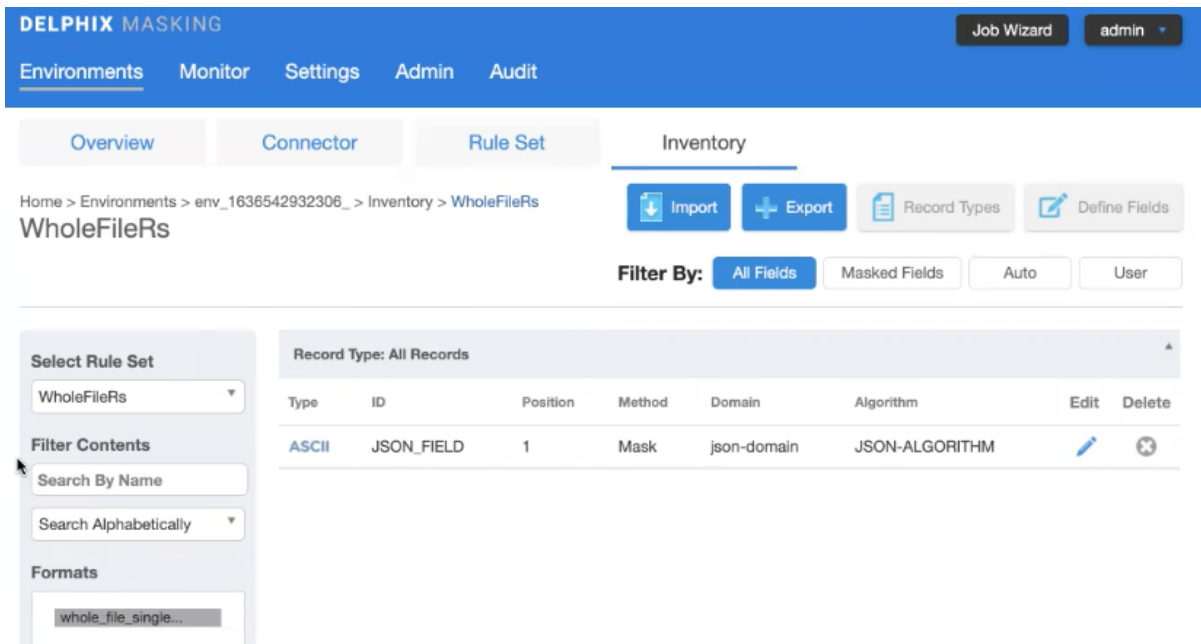 DELPHIX MASKING
Job Wizard
admin
Environments Monitor Settings Admin Audit
Overview Connector Rule Set Inventory
Home > Environments > env_1636542932306_ > Inventory > WholeFileRs
WholeFileRs
Import Export Record Types Define Fields
Filter By: All Fields Masked Fields Auto User
Select Rule Set
WholeFileRs
Filter Contents
Search By Name
Search Alphabetically
Formats
whole_file_single...
Record Type: All Records
Type ID Position Method Domain Algorithm Edit Delete
ASCII JSON_FIELD 1 Mask json-domain JSON-ALGORITHM